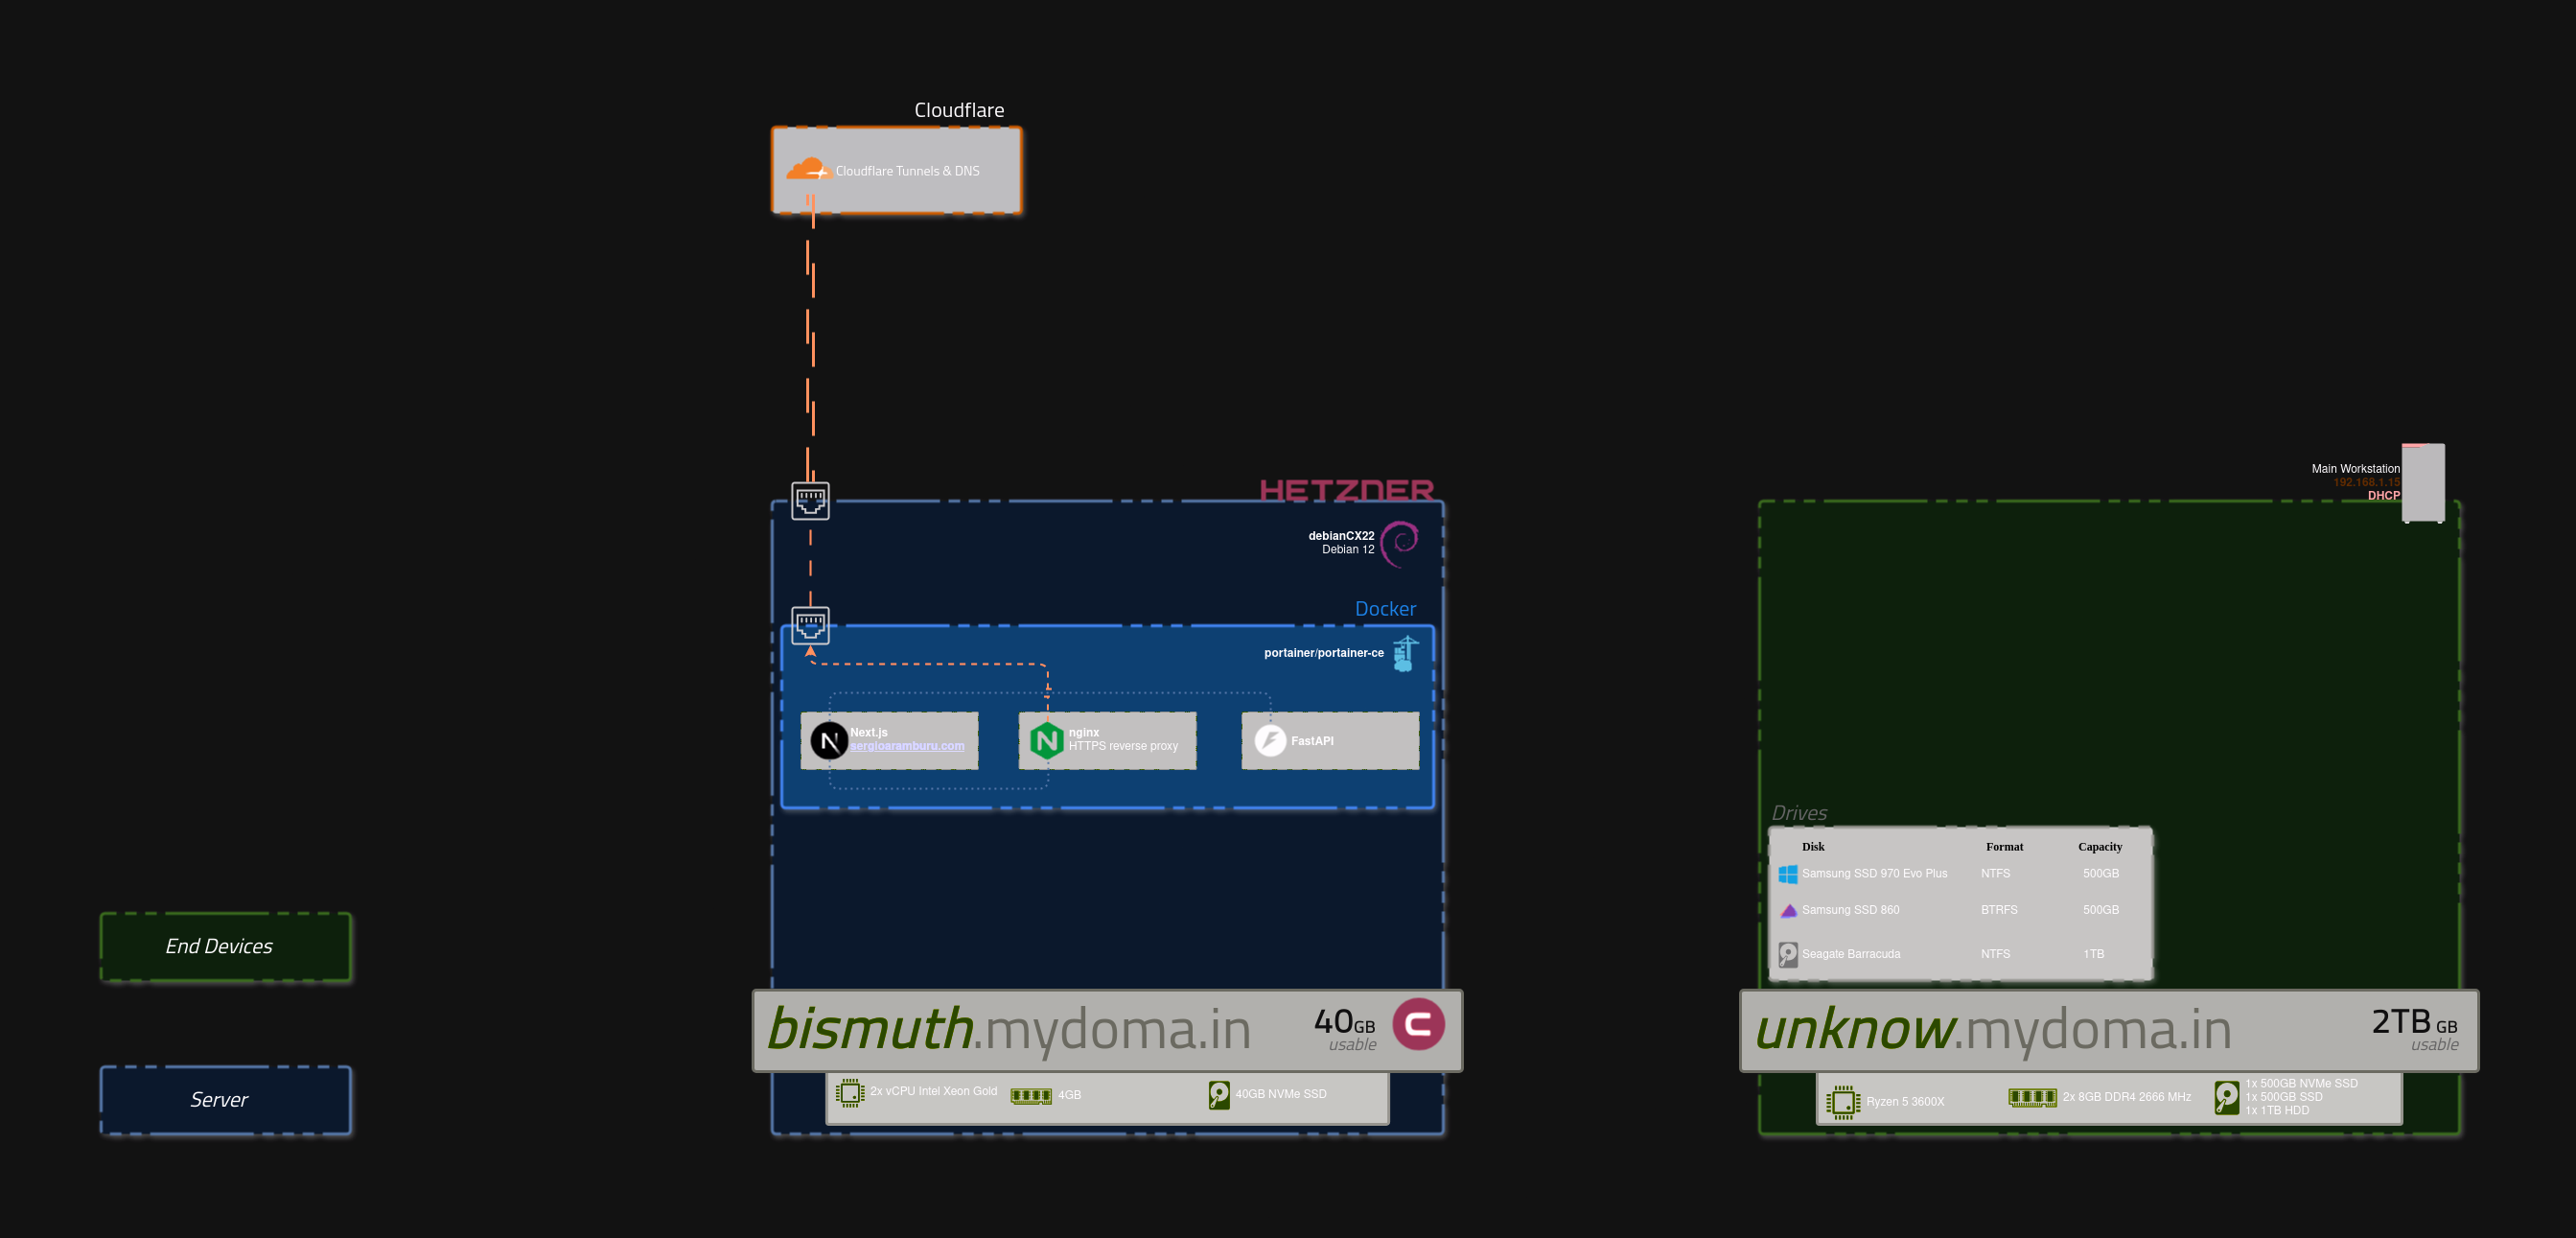 Cloudflare
Cloudflare Tunnels & DNS
HETZNER
debianCX22
Debian 12
Docker
portainer/portainer-ce
Next.js
sergioaramburu.com
nginx
HTTPS reverse proxy
FastAPI
bismuth.mydoma.in
40GB
usable
2x vCPU Intel Xeon Gold
4GB
40GB NVMe SSD
Main Workstation
192.168.1.15
DHCP
Drives
Disk Format Capacity
Samsung SSD 970 Evo Plus NTFS 500GB
Samsung SSD 860 BTRFS 500GB
Seagate Barracuda NTFS 1TB
unknow.mydoma.in
2TB GB
usable
Ryzen 5 3600X
2x 8GB DDR4 2666 MHz
1x 500GB NVMe SSD
1x 500GB SSD
1x 1TB HDD
End Devices
Server